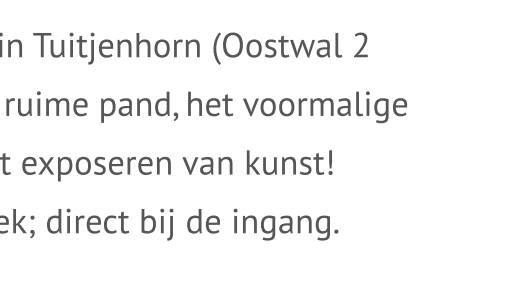 in Tuitjenhorn (Oostwal 2
ruime pand, het voormalige
t exposeren van kunst!
ek; direct bij de ingang.